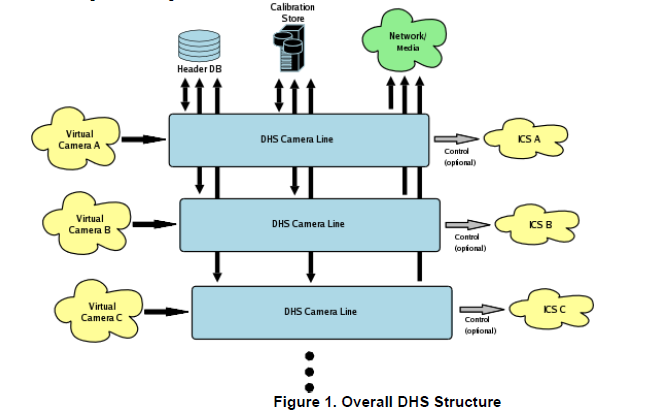 Calibration
Store
Header DB
Network/
Media
Virtual
Camera A
DHS Camera Line
Control
(optional)
ICS A
Virtual
Camera B
DHS Camera Line
Control
(optional)
ICS B
Virtual
Camera C
DHS Camera Line
Control
(optional)
ICS C
Figure 1. Overall DHS Structure